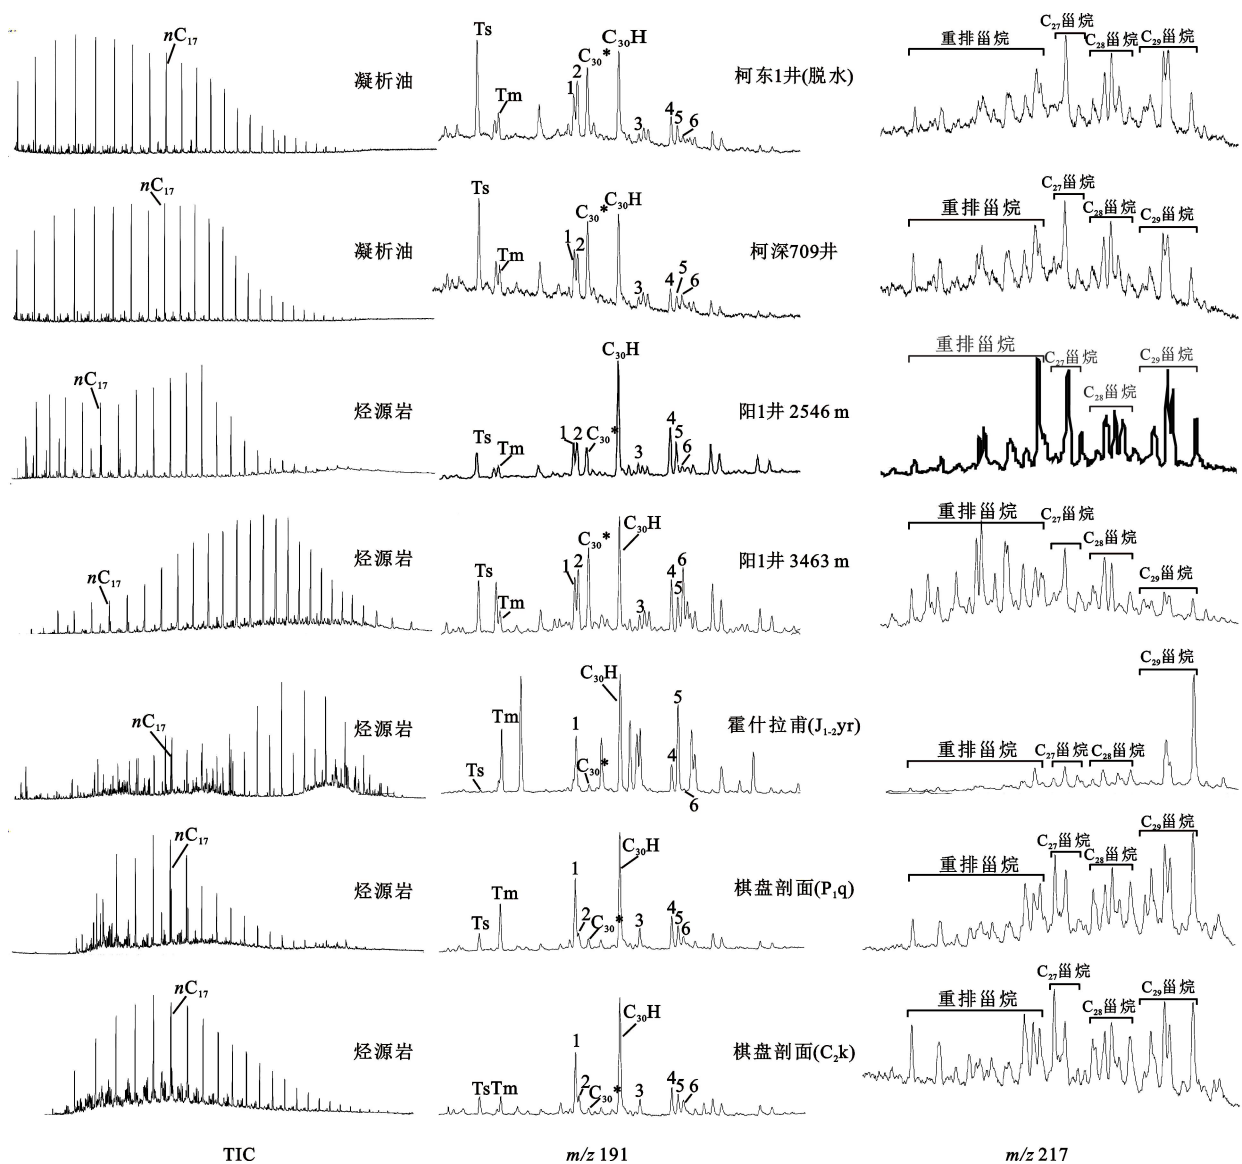 nC17 凝析油 Ts Tm 1 2 C30* C30H 3 4 5 6 柯东1井(脱水) 重排甾烷 C27甾烷 C28甾烷 C29甾烷
nC17 凝析油 Ts Tm 1 2 C30* C30H 3 4 5 6 柯深709井 重排甾烷 C27甾烷 C28甾烷 C29甾烷
nC17 烃源岩 Ts Tm 1 2 C30* C30H 3 4 5 6 阳1井 2546 m 重排甾烷 C27甾烷 C28甾烷 C29甾烷
nC17 烃源岩 Ts Tm 1 2 C30* C30H 3 4 5 6 阳1井 3463 m 重排甾烷 C27甾烷 C28甾烷 C29甾烷
nC17 烃源岩 Ts Tm 1 C30* C30H 4 5 6 霍什拉甫(J1-2yr) 重排甾烷 C27甾烷 C28甾烷 C29甾烷
nC17 烃源岩 Ts Tm 1 2 C30* C30H 3 4 5 6 棋盘剖面(P1q) 重排甾烷 C27甾烷 C28甾烷 C29甾烷
nC17 烃源岩 Ts Tm 1 2 C30* C30H 3 4 5 6 棋盘剖面(C2k) 重排甾烷 C27甾烷 C28甾烷 C29甾烷
TIC m/z 191 m/z 217